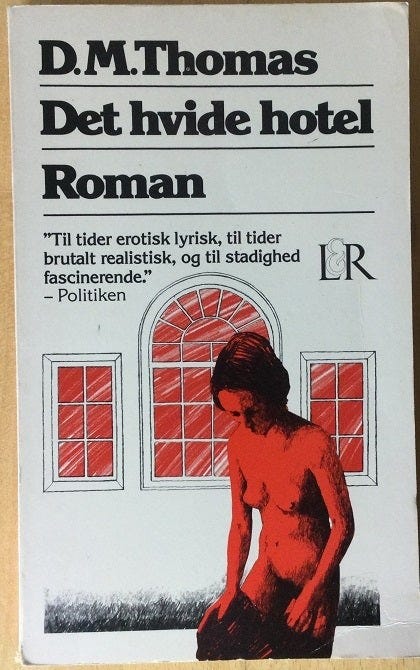 D.M.Thomas
Det hvide hotel
Roman
”Til tider erotisk lyrisk, til tider
brutalt realistisk, og til stadighed
fascinerende.”
– Politiken
L&R